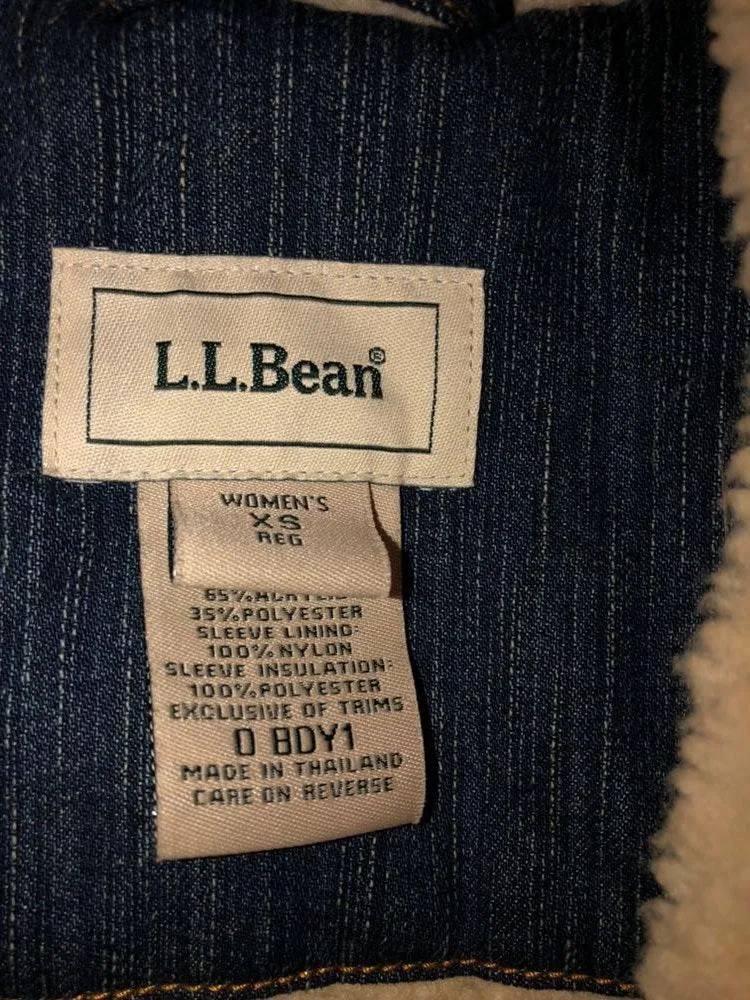 L.L.Bean®
WOMEN'S
XS
REG
35% POLYESTER
SLEEVE LINING:
100% NYLON
SLEEVE INSULATION:
100% POLYESTER
EXCLUSIVE OF TRIMS
0 BDY1
MADE IN THAILAND
CARE ON REVERSE